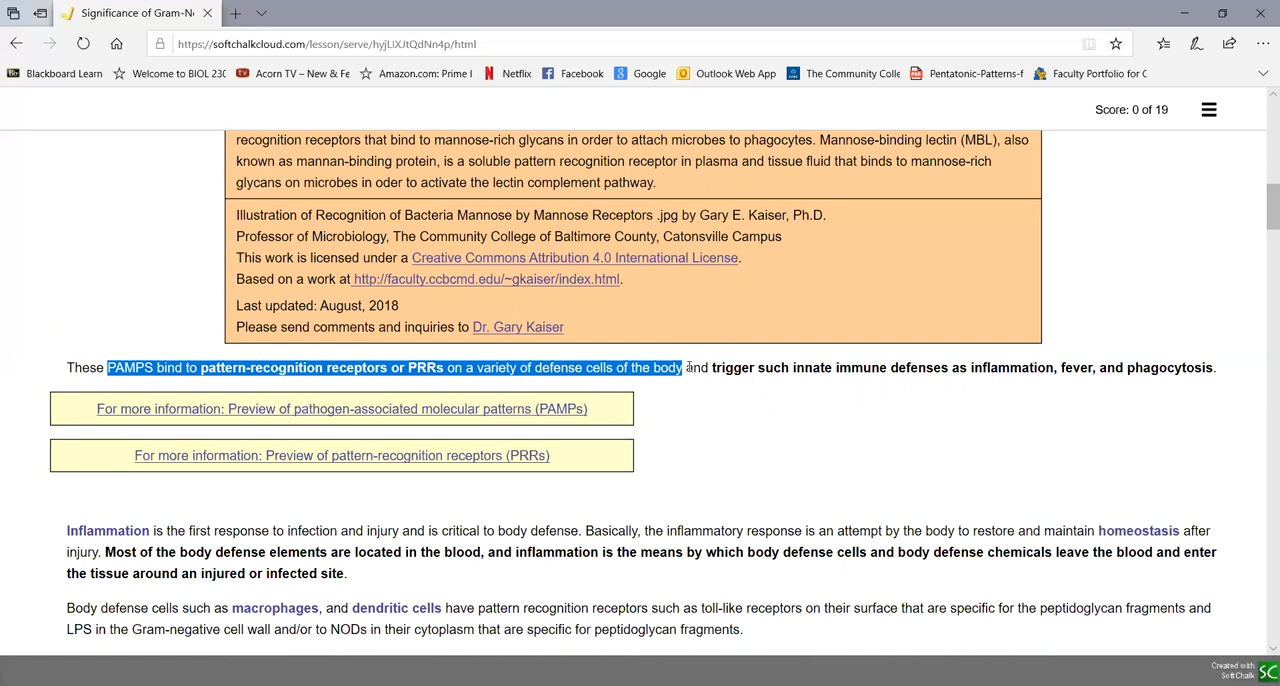 Significance of Gram-N
https://softchalkcloud.com/lesson/serve/hyjLIXJtQdNn4p/html
Blackboard Learn Welcome to BIOL 230 Acorn TV – New & Fe Amazon.com: Prime I Netflix Facebook Google Outlook Web App The Community Colle Pentatonic-Patterns-f Faculty Portfolio for C
Score: 0 of 19
recognition receptors that bind to mannose-rich glycans in order to attach microbes to phagocytes. Mannose-binding lectin (MBL), also
known as mannan-binding protein, is a soluble pattern recognition receptor in plasma and tissue fluid that binds to mannose-rich
glycans on microbes in oder to activate the lectin complement pathway.
Illustration of Recognition of Bacteria Mannose by Mannose Receptors .jpg by Gary E. Kaiser, Ph.D.
Professor of Microbiology, The Community College of Baltimore County, Catonsville Campus
This work is licensed under a Creative Commons Attribution 4.0 International License.
Based on a work at http://faculty.ccbcmd.edu/~gkaiser/index.html.
Last updated: August, 2018
Please send comments and inquiries to Dr. Gary Kaiser
These PAMPS bind to pattern-recognition receptors or PRRs on a variety of defense cells of the body and trigger such innate immune defenses as inflammation, fever, and phagocytosis.
For more information: Preview of pathogen-associated molecular patterns (PAMPs)
For more information: Preview of pattern-recognition receptors (PRRs)
Inflammation is the first response to infection and injury and is critical to body defense. Basically, the inflammatory response is an attempt by the body to restore and maintain homeostasis after
injury. Most of the body defense elements are located in the blood, and inflammation is the means by which body defense cells and body defense chemicals leave the blood and enter
the tissue around an injured or infected site.
Body defense cells such as macrophages, and dendritic cells have pattern recognition receptors such as toll-like receptors on their surface that are specific for the peptidoglycan fragments and
LPS in the Gram-negative cell wall and/or to NODs in their cytoplasm that are specific for peptidoglycan fragments.
Created with
SoftChalk SC